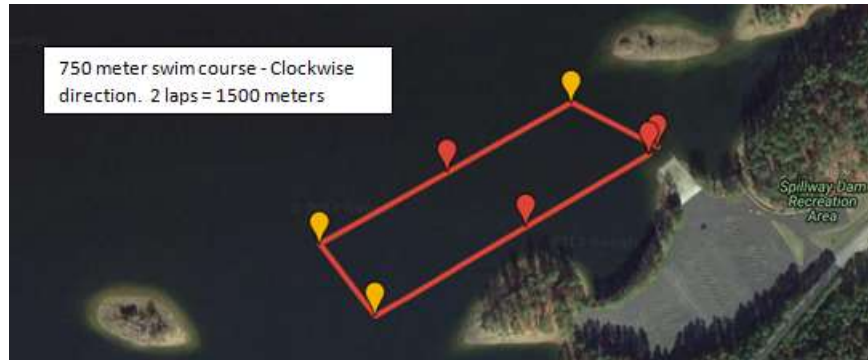 750 meter swim course - Clockwise
direction. 2 laps = 1500 meters
Spillway Dam
Recreation
Area